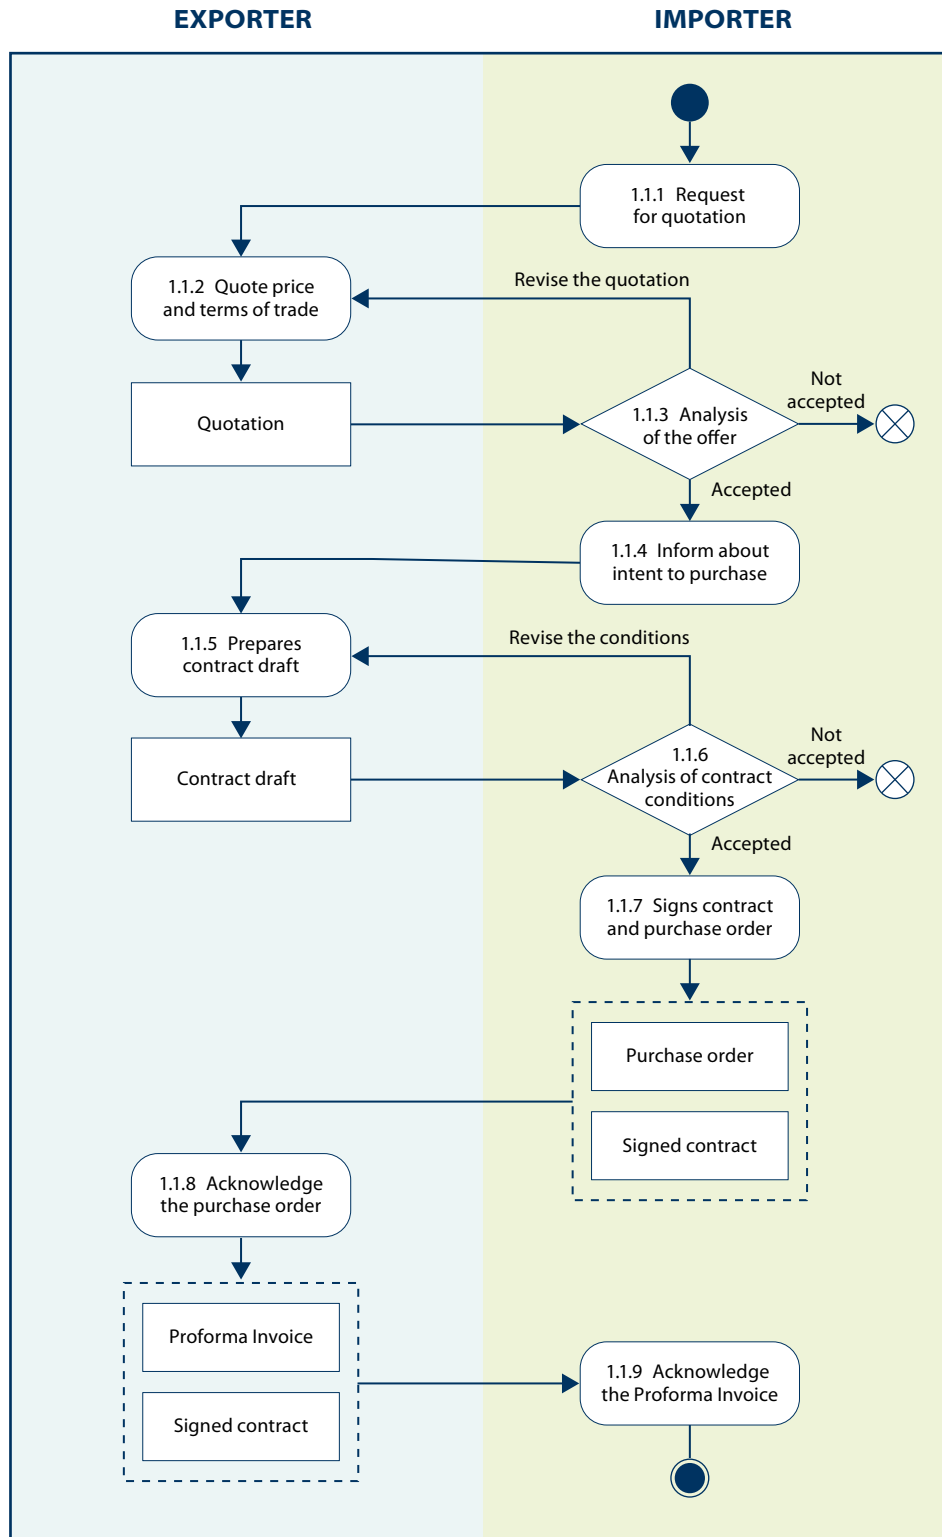 EXPORTER
IMPORTER
1.1.1 Request
for quotation
1.1.2 Quote price
and terms of trade
Revise the quotation
Quotation
1.1.3 Analysis
of the offer
Not
accepted
Accepted
1.1.4 Inform about
intent to purchase
1.1.5 Prepares
contract draft
Revise the conditions
Contract draft
1.1.6
Analysis of contract
conditions
Not
accepted
Accepted
1.1.7 Signs contract
and purchase order
Purchase order
Signed contract
1.1.8 Acknowledge
the purchase order
Proforma Invoice
Signed contract
1.1.9 Acknowledge
the Proforma Invoice